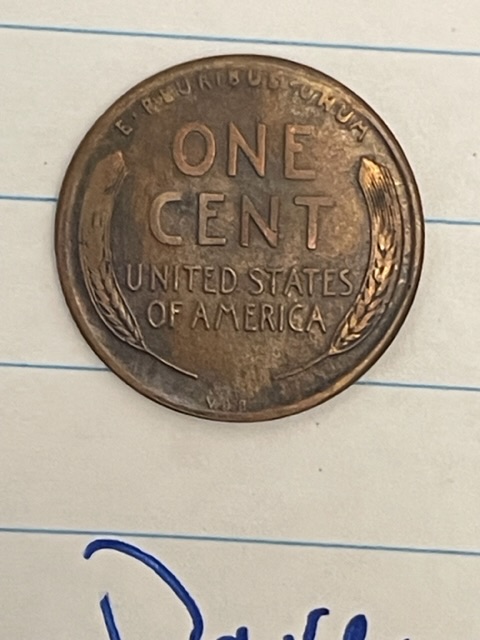 E·PLURIBUS·UNUM
ONE
CENT
UNITED STATES
OF AMERICA
V.D.B.